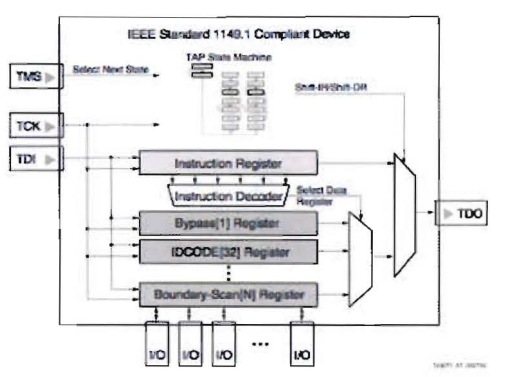 IEEE Standard 1149.1 Compliant Device
TAP State Machine
TMS
Select Next State
Shift-IR/Shift-DR
TCK
TDI
Instruction Register
Instruction Decoder
Select Data
Register
TDO
Bypass[1] Register
IDCODE[32] Register
Boundary-Scan[N] Register
I/O I/O I/O ••• I/O